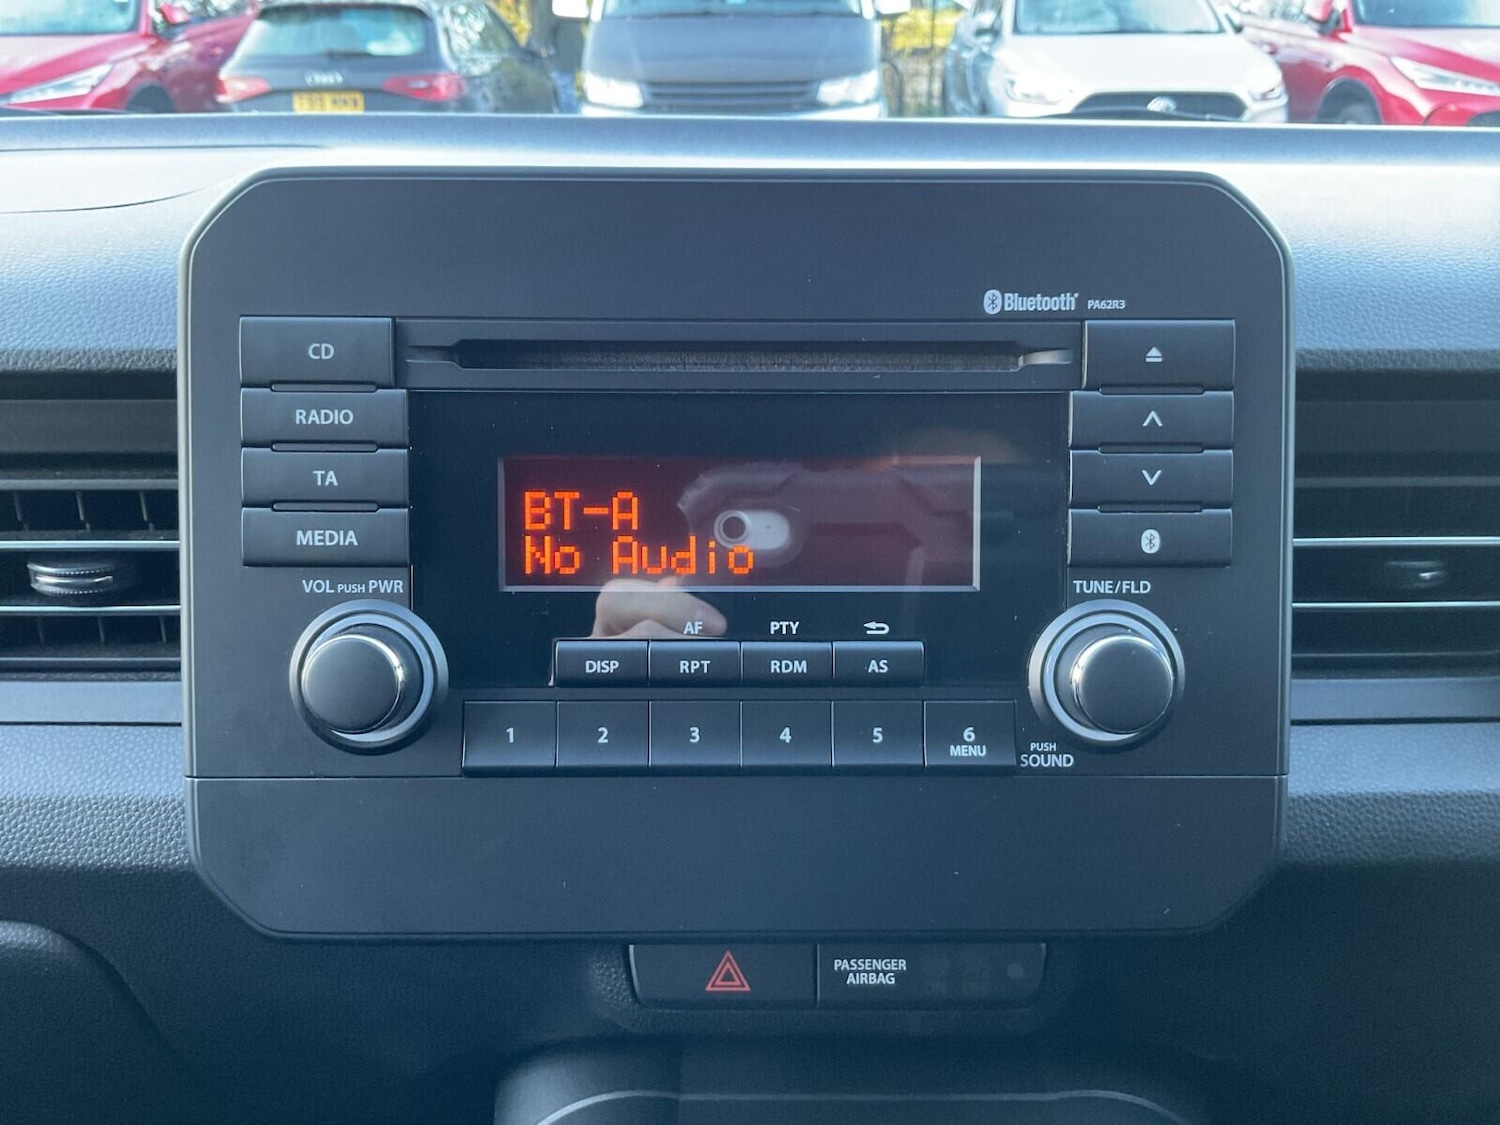 Bluetooth PA62R3
CD
RADIO
TA
MEDIA
BT-A
No Audio
VOL PUSH PWR
TUNE/FLD
AF PTY
DISP RPT RDM AS
1 2 3 4 5 6
MENU
PUSH
SOUND
PASSENGER
AIRBAG